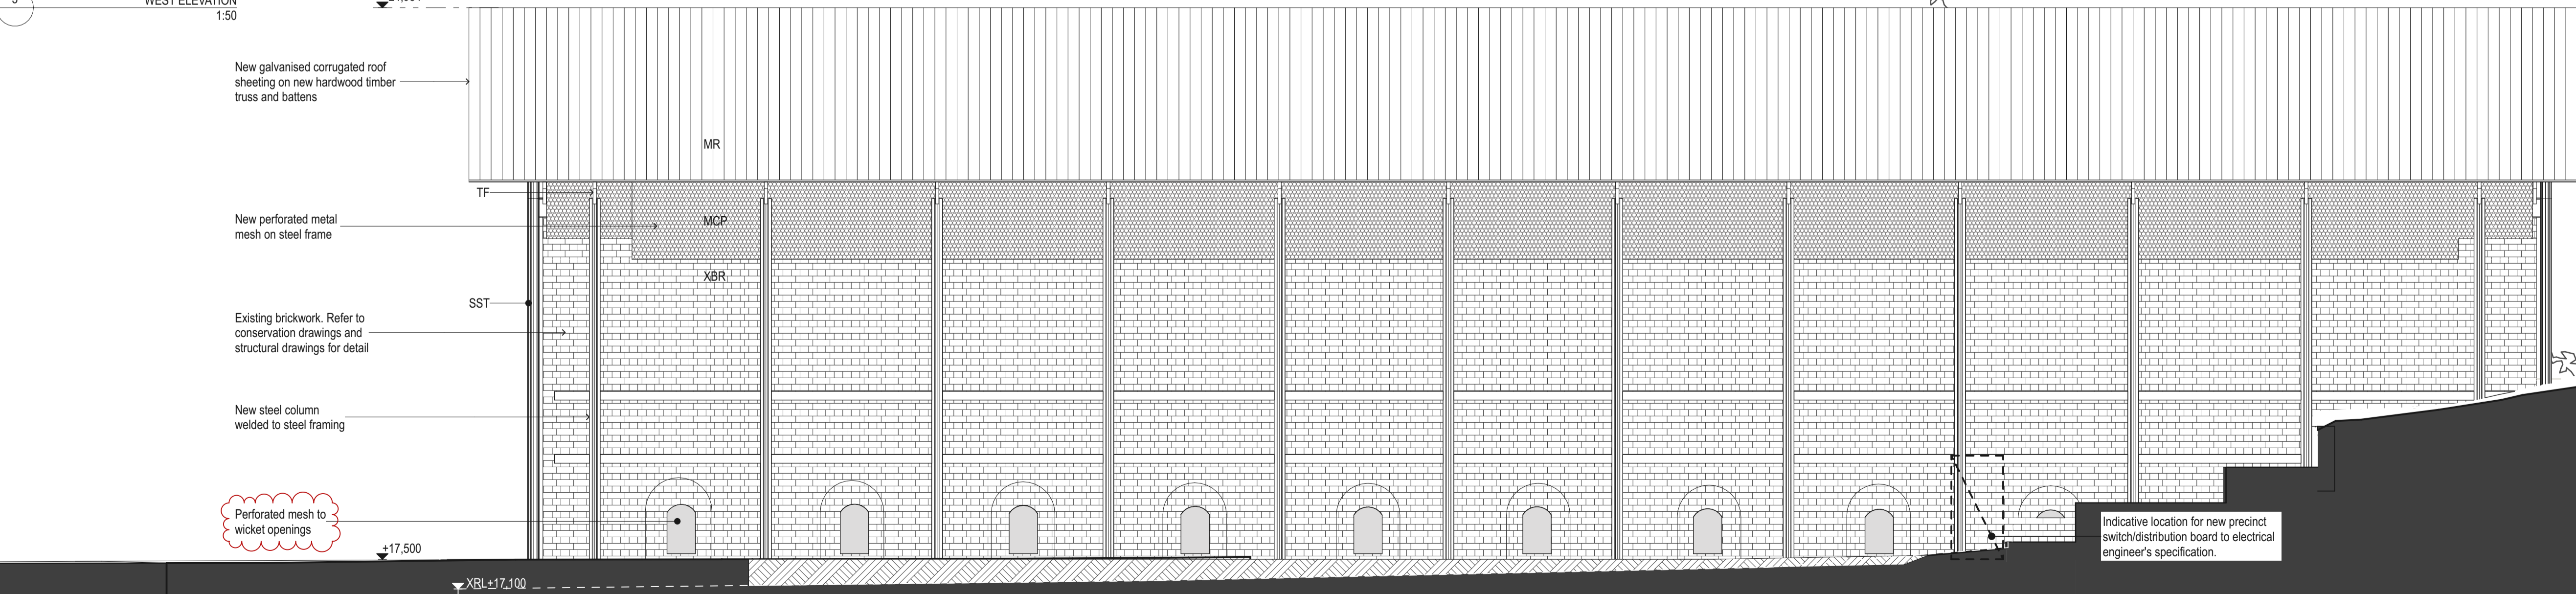 WEST ELEVATION
1:50
New galvanised corrugated roof
sheeting on new hardwood timber
truss and battens
MR
TF
New perforated metal
mesh on steel frame
MCP
XBR
SST
Existing brickwork. Refer to
conservation drawings and
structural drawings for detail
New steel column
welded to steel framing
Perforated mesh to
wicket openings
+17,500
XRL+17,100
Indicative location for new precinct
switch/distribution board to electrical
engineer's specification.